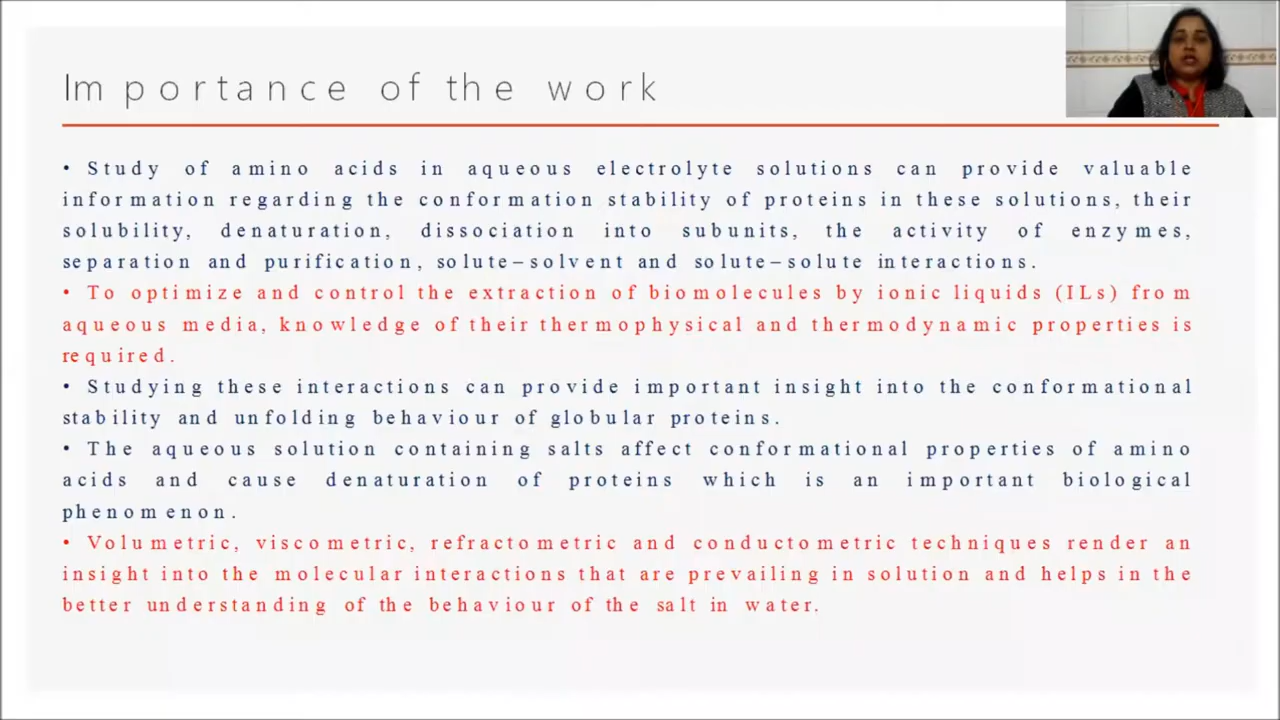 Importance of the work
• Study of amino acids in aqueous electrolyte solutions can provide valuable
information regarding the conformation stability of proteins in these solutions, their
solubility, denaturation, dissociation into subunits, the activity of enzymes,
separation and purification, solute–solvent and solute–solute interactions.
• To optimize and control the extraction of biomolecules by ionic liquids (ILs) from
aqueous media, knowledge of their thermophysical and thermodynamic properties is
required.
• Studying these interactions can provide important insight into the conformational
stability and unfolding behaviour of globular proteins.
• The aqueous solution containing salts affect conformational properties of amino
acids and cause denaturation of proteins which is an important biological
phenomenon.
• Volumetric, viscometric, refractometric and conductometric techniques render an
insight into the molecular interactions that are prevailing in solution and helps in the
better understanding of the behaviour of the salt in water.